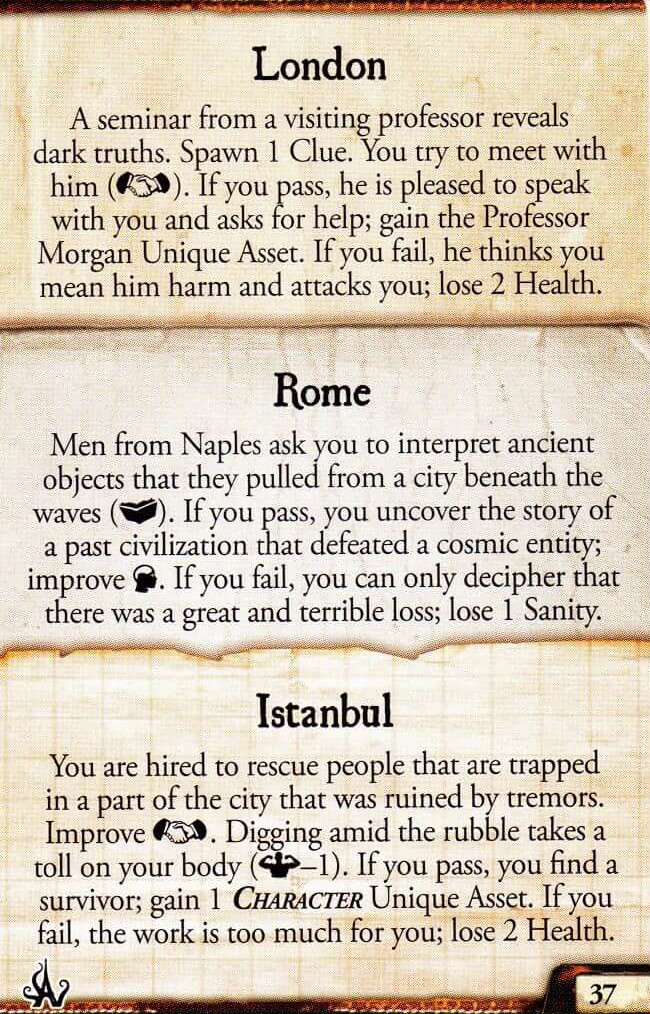 London
A seminar from a visiting professor reveals
dark truths. Spawn 1 Clue. You try to meet with
him ( ). If you pass, he is pleased to speak
with you and asks for help; gain the Professor
Morgan Unique Asset. If you fail, he thinks you
mean him harm and attacks you; lose 2 Health.
Rome
Men from Naples ask you to interpret ancient
objects that they pulled from a city beneath the
waves ( ). If you pass, you uncover the story of
a past civilization that defeated a cosmic entity;
improve . If you fail, you can only decipher that
there was a great and terrible loss; lose 1 Sanity.
Istanbul
You are hired to rescue people that are trapped
in a part of the city that was ruined by tremors.
Improve . Digging amid the rubble takes a
toll on your body ( –1). If you pass, you find a
survivor; gain 1 CHARACTER Unique Asset. If you
fail, the work is too much for you; lose 2 Health.
37